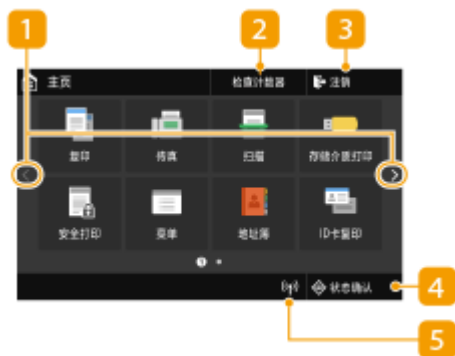 1 2 3
主页 检查计数器 注销
复印 传真 扫描 存储介质打印
安全打印 菜单 地址簿 ID卡复印
1
状态确认 4
5